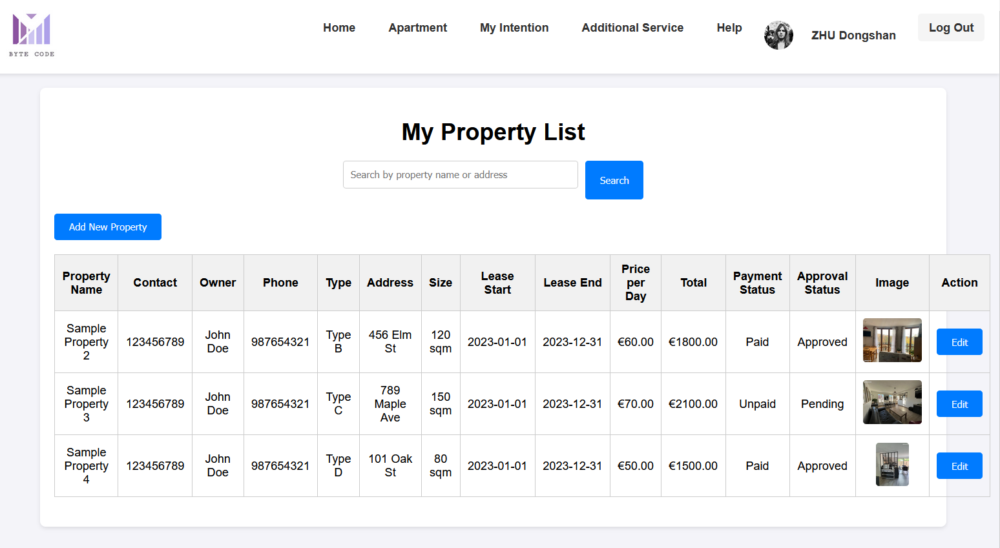 BYTE CODE
Home Apartment My Intention Additional Service Help ZHU Dongshan Log Out
My Property List
Search by property name or address Search
Add New Property
Property Name Contact Owner Phone Type Address Size Lease Start Lease End Price per Day Total Payment Status Approval Status Image Action
Sample Property 2 123456789 John Doe 987654321 Type B 456 Elm St 120 sqm 2023-01-01 2023-12-31 €60.00 €1800.00 Paid Approved Edit
Sample Property 3 123456789 John Doe 987654321 Type C 789 Maple Ave 150 sqm 2023-01-01 2023-12-31 €70.00 €2100.00 Unpaid Pending Edit
Sample Property 4 123456789 John Doe 987654321 Type D 101 Oak St 80 sqm 2023-01-01 2023-12-31 €50.00 €1500.00 Paid Approved Edit